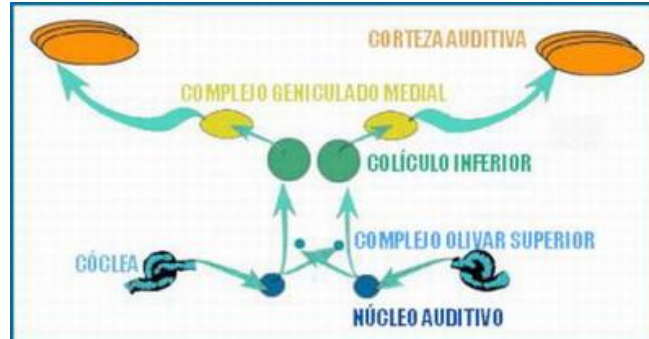 CORTEZA AUDITIVA
COMPLEJO GENICULADO MEDIAL
COLÍCULO INFERIOR
COMPLEJO OLIVAR SUPERIOR
CÓCLEA
NÚCLEO AUDITIVO